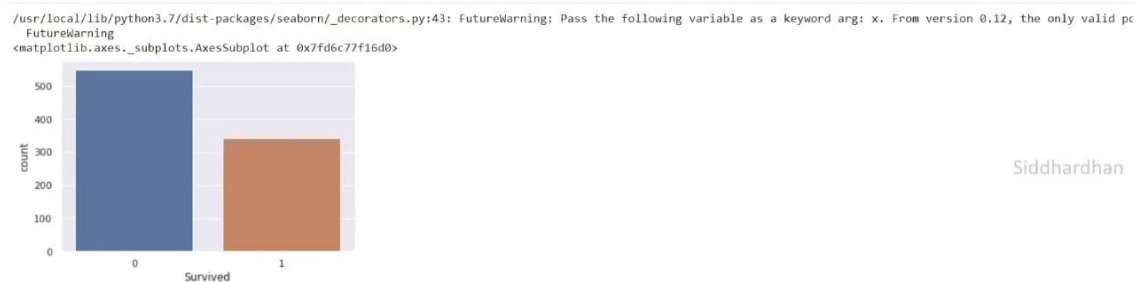 /usr/local/lib/python3.7/dist-packages/seaborn/_decorators.py:43: FutureWarning: Pass the following variable as a keyword arg: x. From version 0.12, the only valid
FutureWarning
<matplotlib.axes._subplots.AxesSubplot at 0x7fd6c77f16d0>
500
400
300
200
100
0
count
0 1
Survived
Siddhardhan